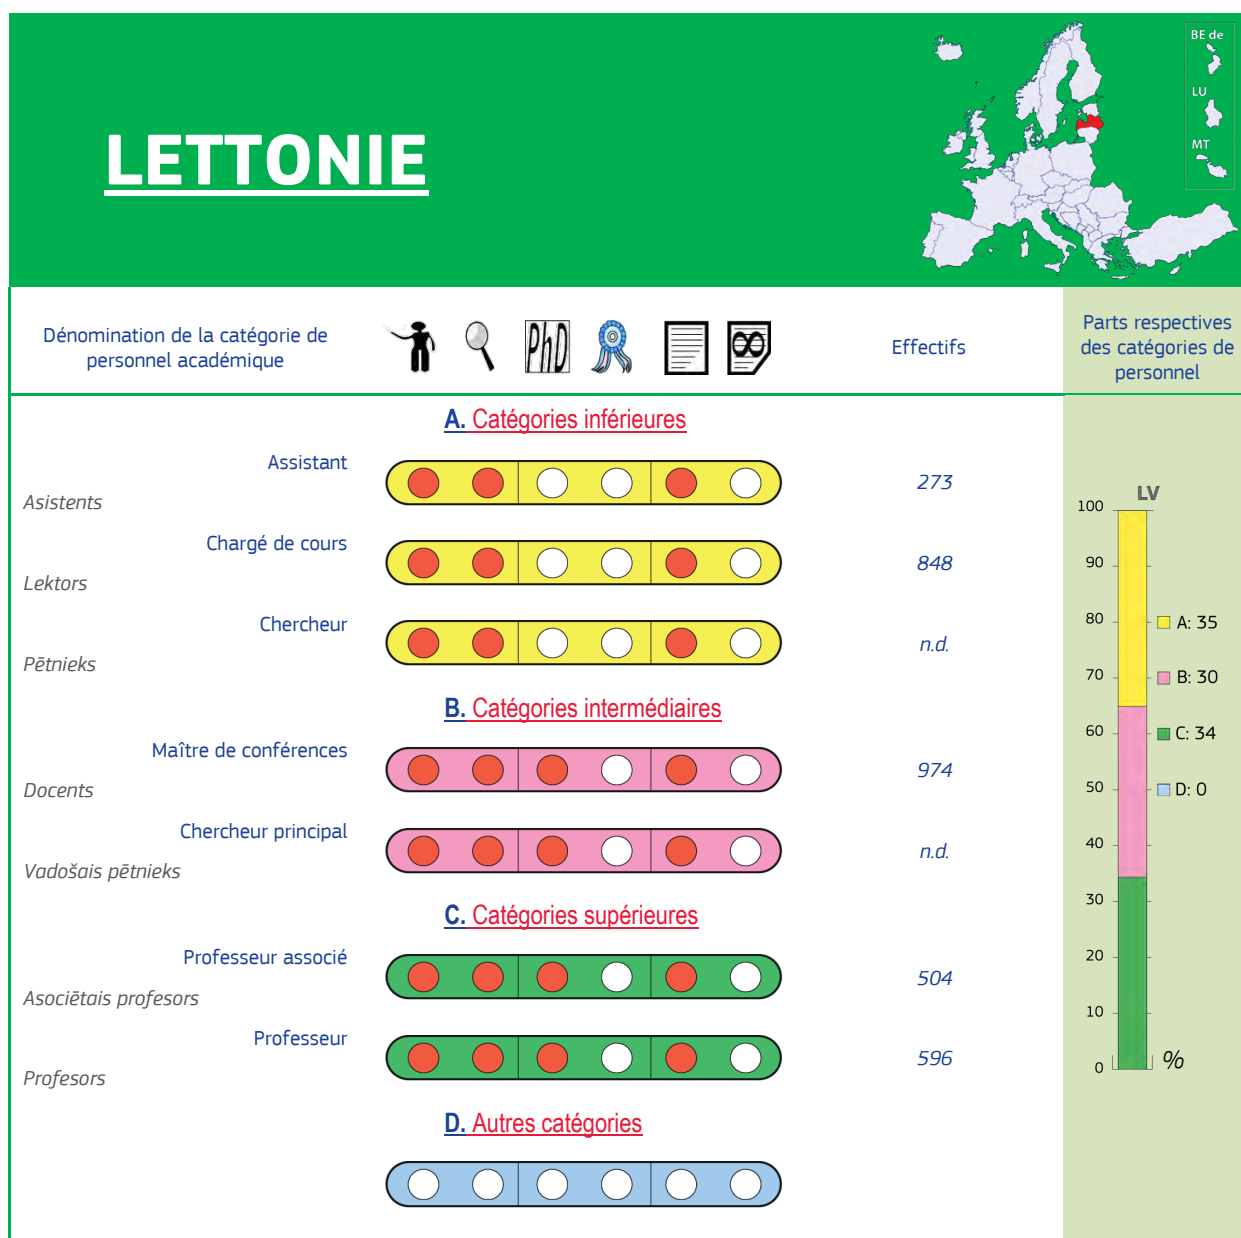 BE de
LU
MT
LETTONIE
Dénomination de la catégorie de
personnel académique
PhD
∞
Effectifs
Parts respectives
des catégories de
personnel
A. Catégories inférieures
Assistant
Asistents
273
Chargé de cours
Lektors
848
Chercheur
Pētnieks
n.d.
B. Catégories intermédiaires
Maître de conférences
Docents
974
Chercheur principal
Vadošais pētnieks
n.d.
C. Catégories supérieures
Professeur associé
Asociētais profesors
504
Professeur
Profesors
596
D. Autres catégories
LV
100
90
80
70
60
50
40
30
20
10
0
%
A: 35
B: 30
C: 34
D: 0